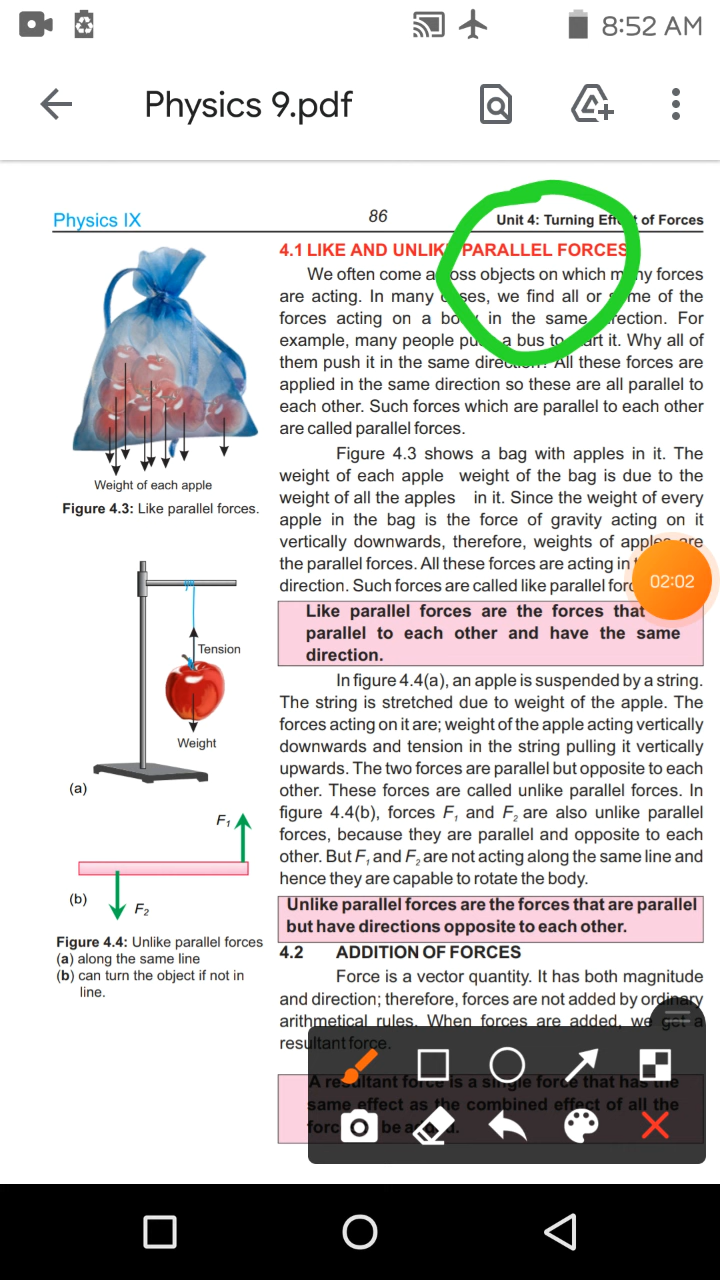 8:52 AM
Physics 9.pdf
Physics IX
86
Unit 4: Turning of Forces
4.1 LIKE AND PARALLEL FORCES
We often come objects on which forces
are acting. In many we find all or of the
forces acting on a in the same For
example, many people a bus to it. Why all of
them push it in the same All these forces are
applied in the same direction so these are all parallel to
each other. Such forces which are parallel to each other
are called parallel forces.
Figure 4.3 shows a bag with apples in it. The
weight of each apple weight of the bag is due to the
weight of all the apples in it. Since the weight of every
apple in the bag is the force of gravity acting on it
vertically downwards, therefore, weights of apples are
the parallel forces. All these forces are acting in
direction. Such forces are called like parallel
02:02
Like parallel forces are the forces that
parallel to each other and have the same
direction.
In figure 4.4(a), an apple is suspended by a string.
The string is stretched due to weight of the apple. The
forces acting on it are; weight of the apple acting vertically
downwards and tension in the string pulling it vertically
upwards. The two forces are parallel but opposite to each
other. These forces are called unlike parallel forces. In
figure 4.4(b), forces F₁ and F₂ are also unlike parallel
forces, because they are parallel and opposite to each
other. But F₁ and F₂ are not acting along the same line and
hence they are capable to rotate the body.
Unlike parallel forces are the forces that are parallel
but have directions opposite to each other.
4.2 ADDITION OF FORCES
Force is a vector quantity. It has both magnitude
and direction; therefore, forces are not added by ordinary
arithmetical rules. When forces are added, we get a
resultant force.
A resultant force is a single force that has the
same effect as the combined effect of all the
be
Weight of each apple
Figure 4.3: Like parallel forces.
Tension
Weight
(a)
F₁
(b)
F₂
Figure 4.4: Unlike parallel forces
(a) along the same line
(b) can turn the object if not in
line.